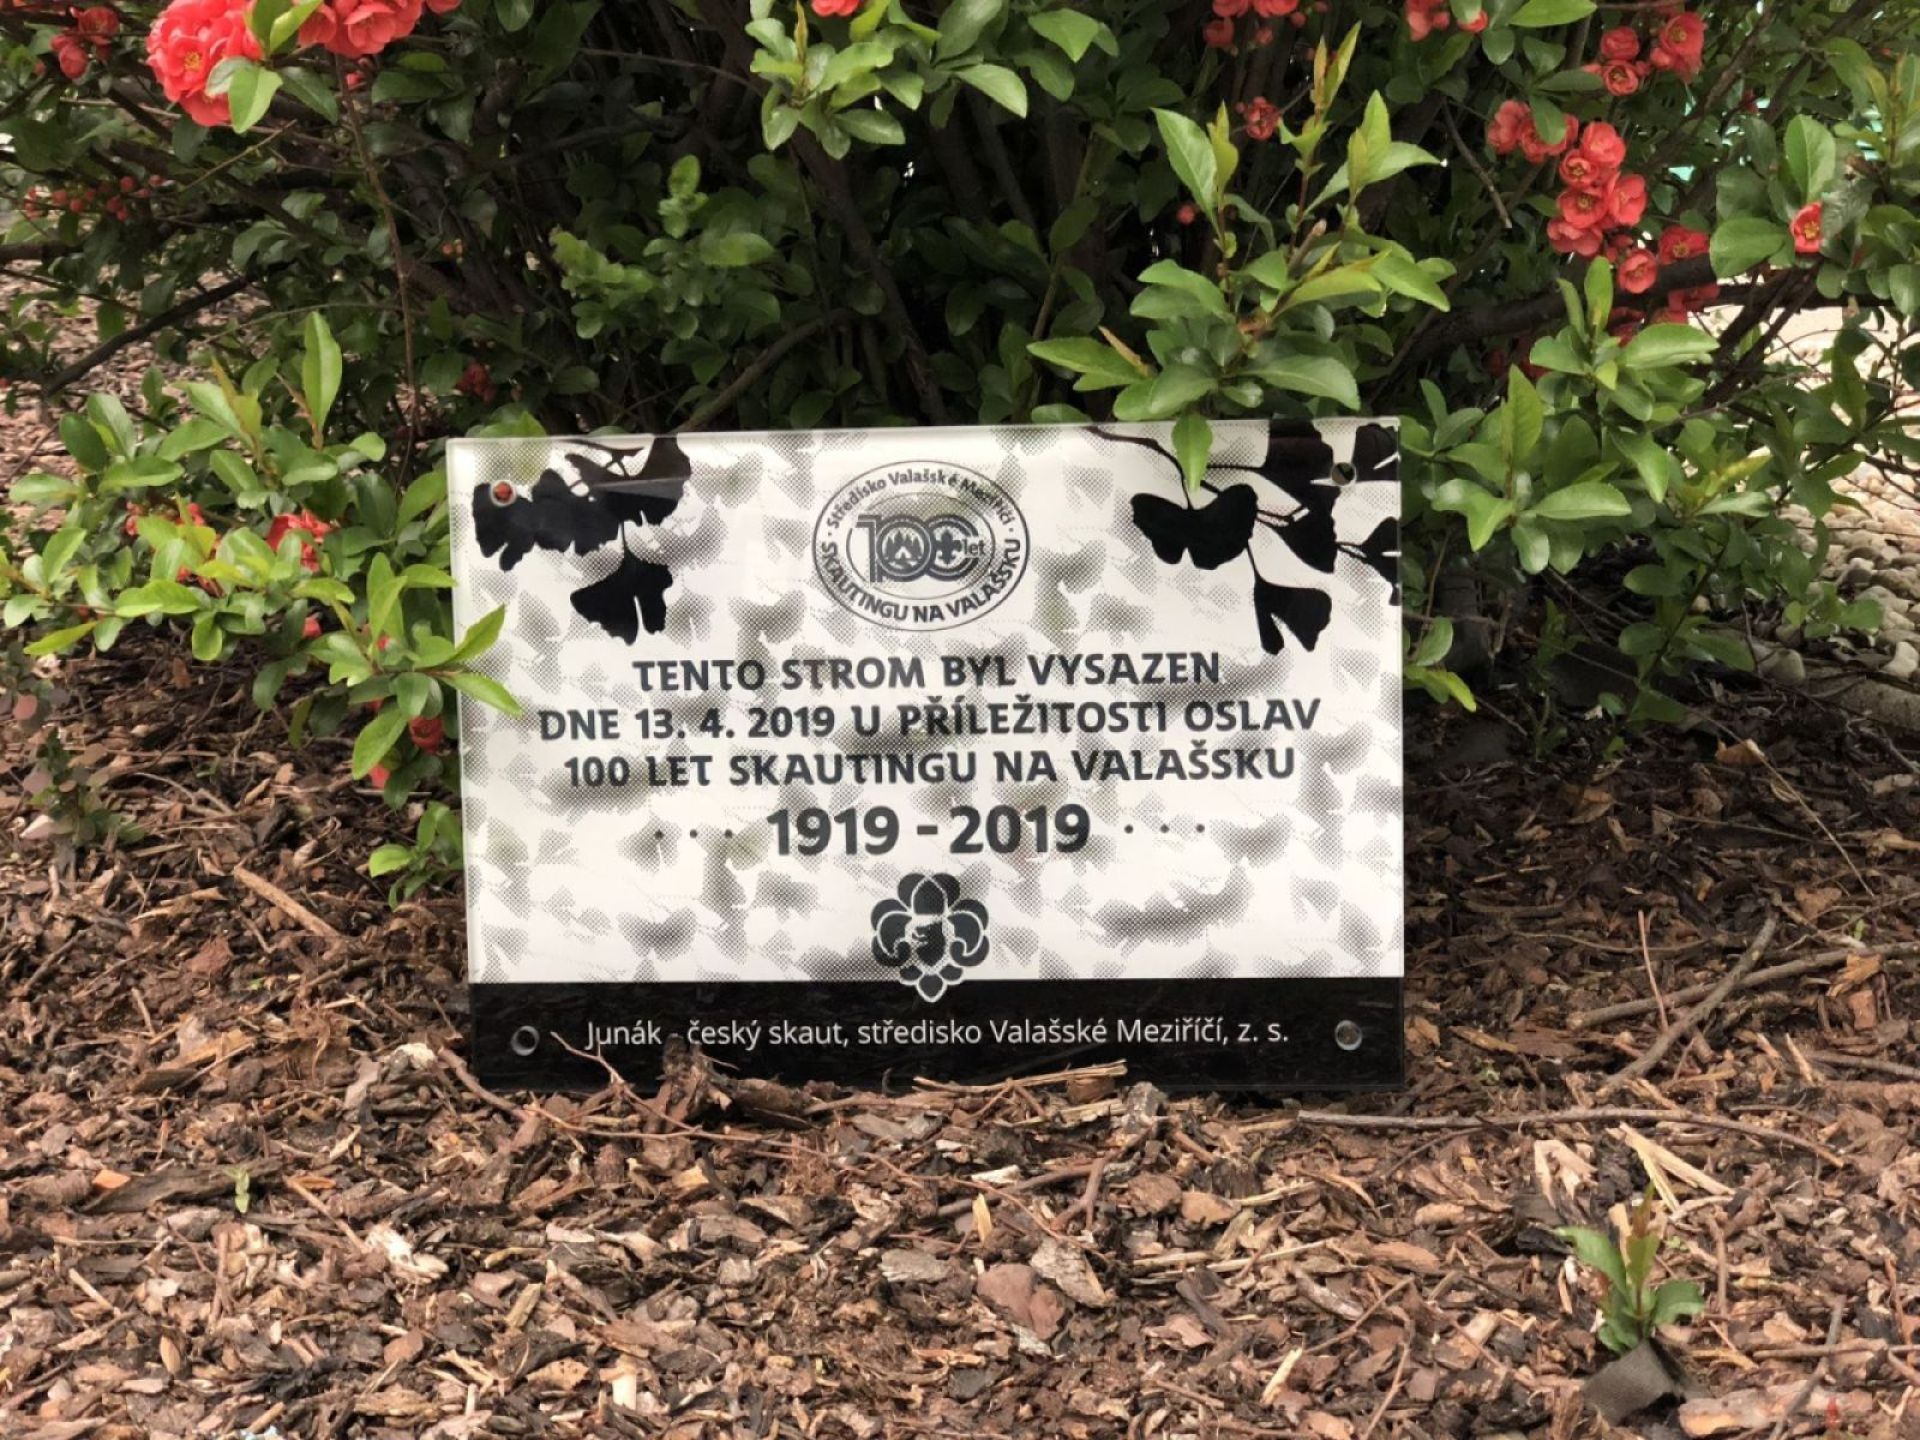 Středisko Valašské Meziříčí
100 let
SKAUTINGU NA VALAŠSKU
TENTO STROM BYL VYSAZEN
DNE 13. 4. 2019 U PŘÍLEŽITOSTI OSLAV
100 LET SKAUTINGU NA VALAŠSKU
· · · 1919 - 2019 · · ·
Junák - český skaut, středisko Valašské Meziříčí, z. s.